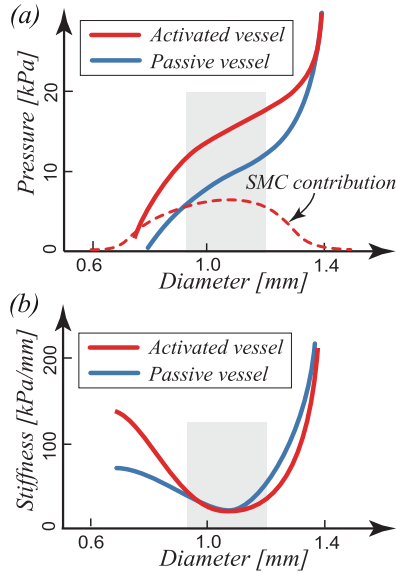 (a)
Activated vessel
Passive vessel
Pressure [kPa]
20
10
0
SMC contribution
0.6
1.0
1.4
Diameter [mm]
(b)
Activated vessel
Passive vessel
Stiffness [kPa/mm]
200
100
0
0.6
1.0
1.4
Diameter [mm]